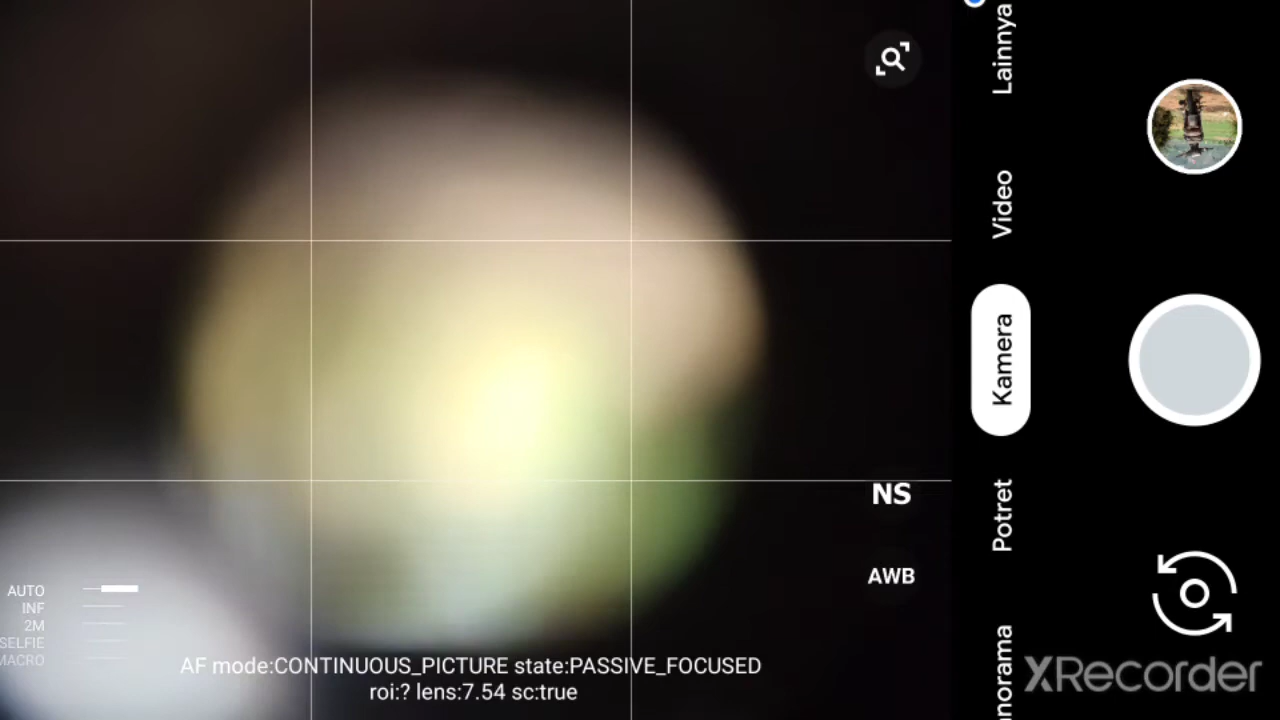 Lainnya
Video
Kamera
Potret
norama
NS
AWB
AUTO
INF
2M
SELFIE
MACRO
AF mode:CONTINUOUS_PICTURE state:PASSIVE_FOCUSED
roi:? lens:7.54 sc:true
XRecorder